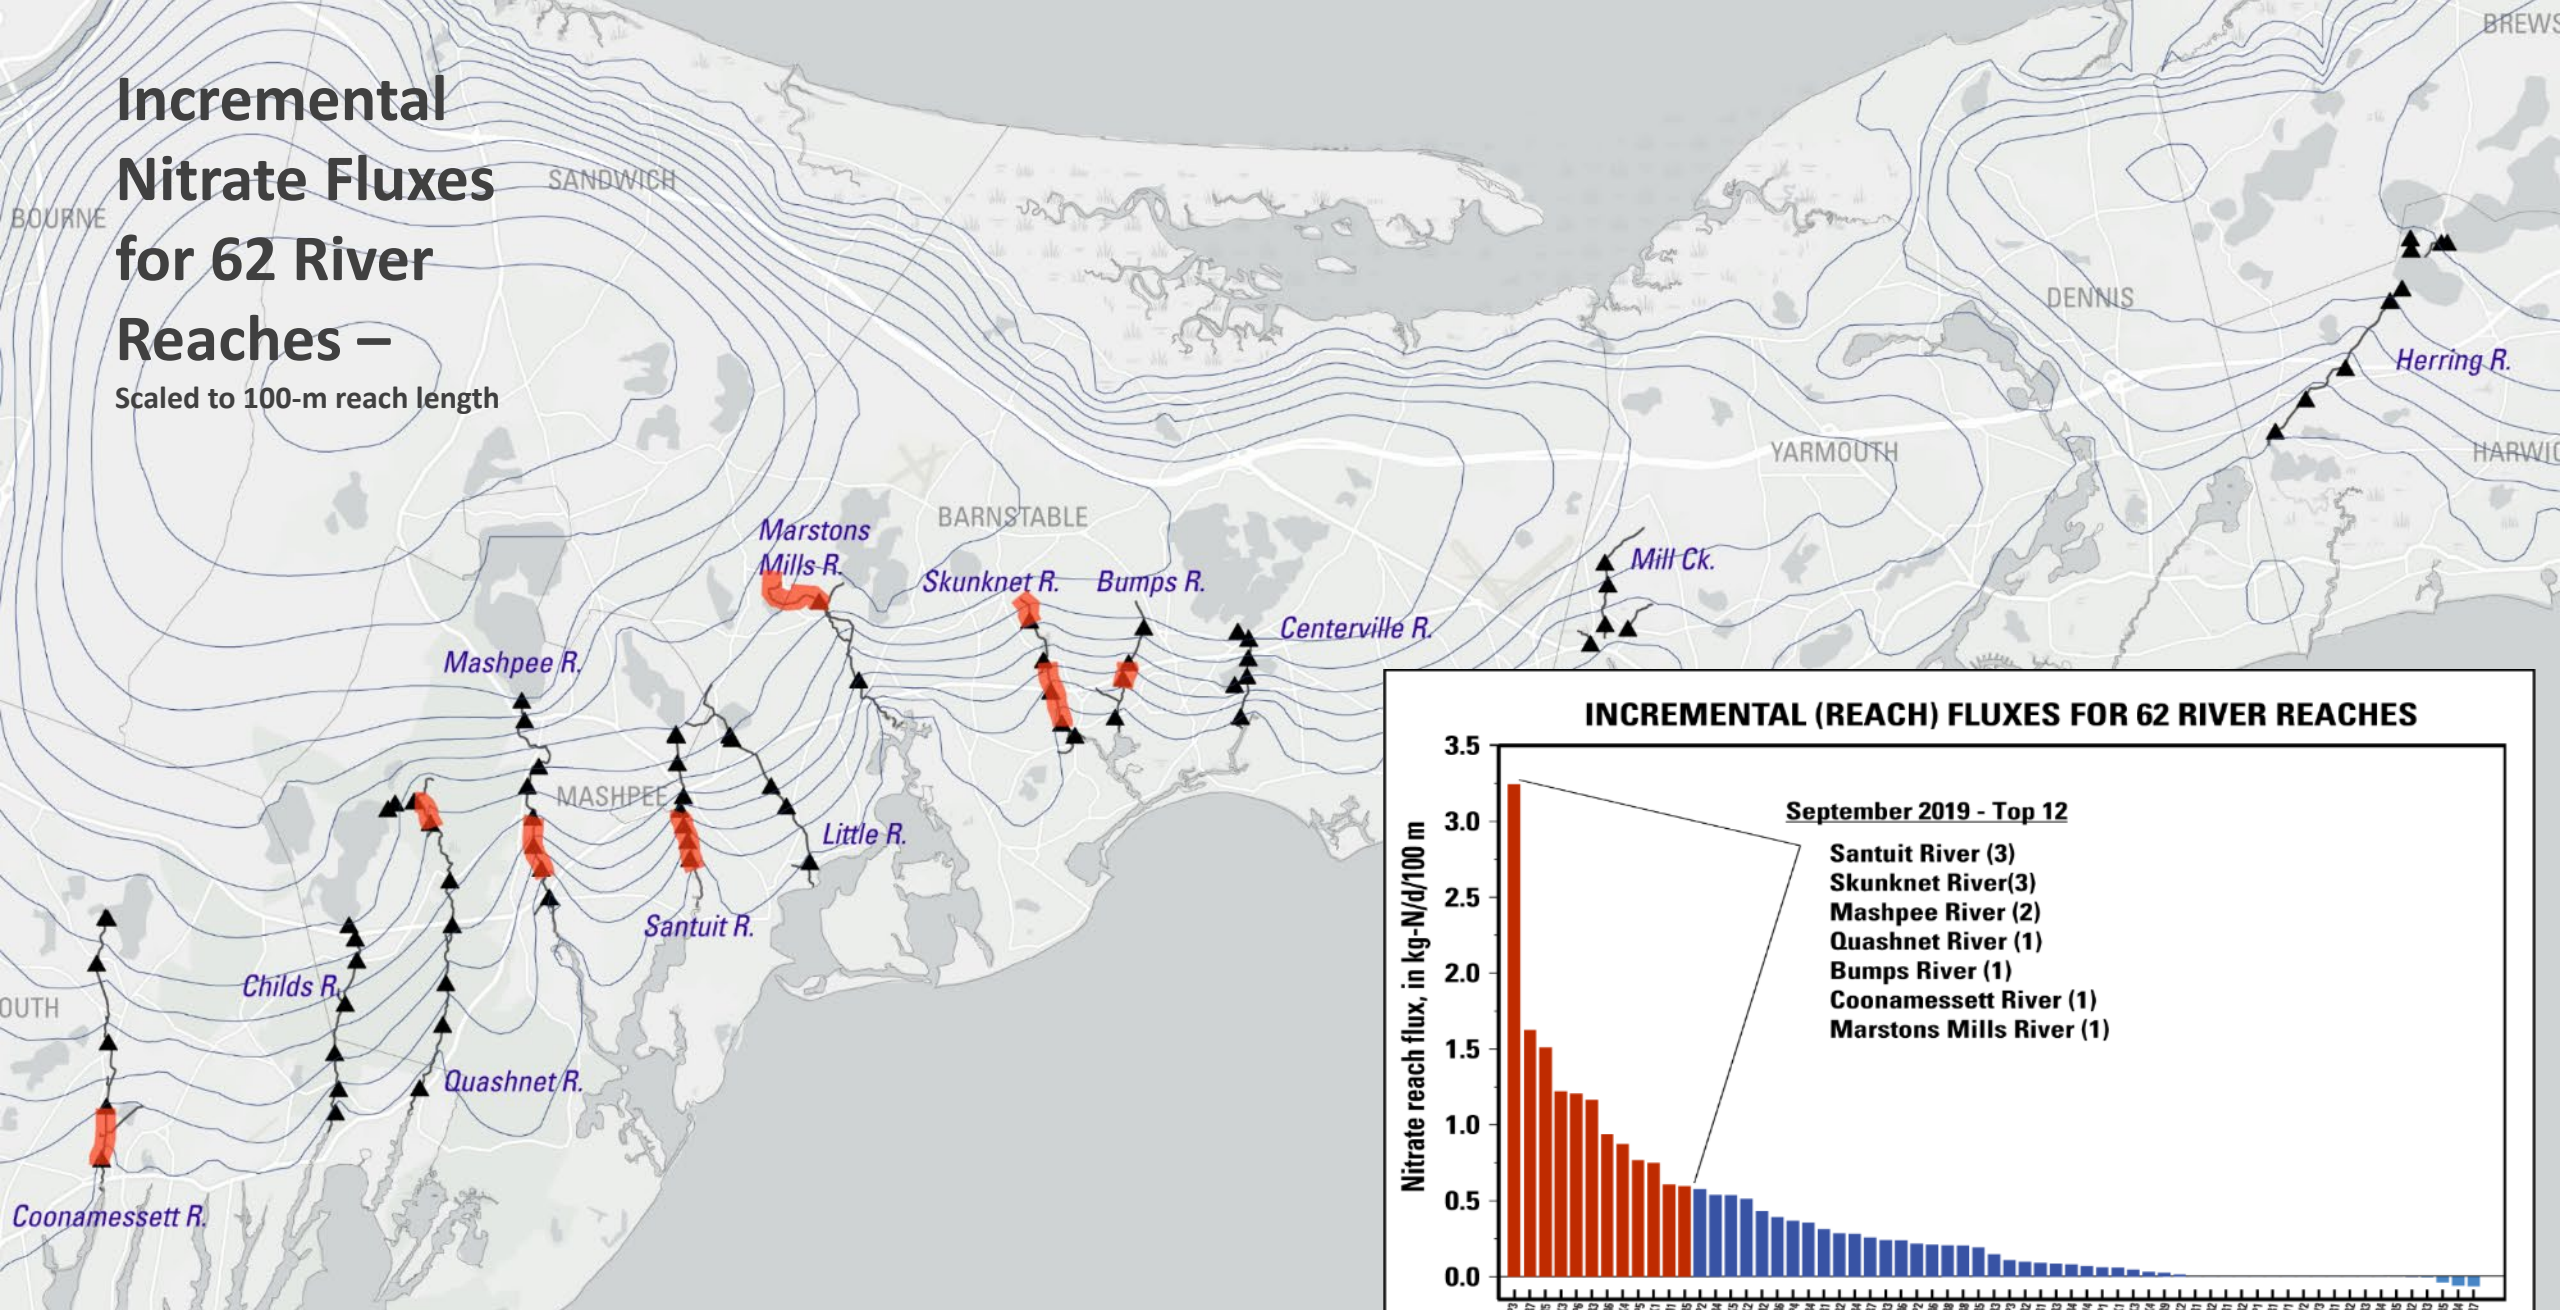 Incremental
Nitrate Fluxes
for 62 River
Reaches –
Scaled to 100-m reach length
BREWS
SANDWICH
BOURNE
DENNIS
Herring R.
HARWIC
YARMOUTH
Marstons
Mills R.
BARNSTABLE
Skunknet R.
Bumps R.
Mill Ck.
Centerville R.
Mashpee R.
MASHPEE
Little R.
Santuit R.
Childs R.
OUTH
Quashnet R.
Coonamessett R.
INCREMENTAL (REACH) FLUXES FOR 62 RIVER REACHES
Nitrate reach flux, in kg-N/d/100 m
3.5
3.0
2.5
2.0
1.5
1.0
0.5
0.0
September 2019 - Top 12
Santuit River (3)
Skunknet River(3)
Mashpee River (2)
Quashnet River (1)
Bumps River (1)
Coonamessett River (1)
Marstons Mills River (1)